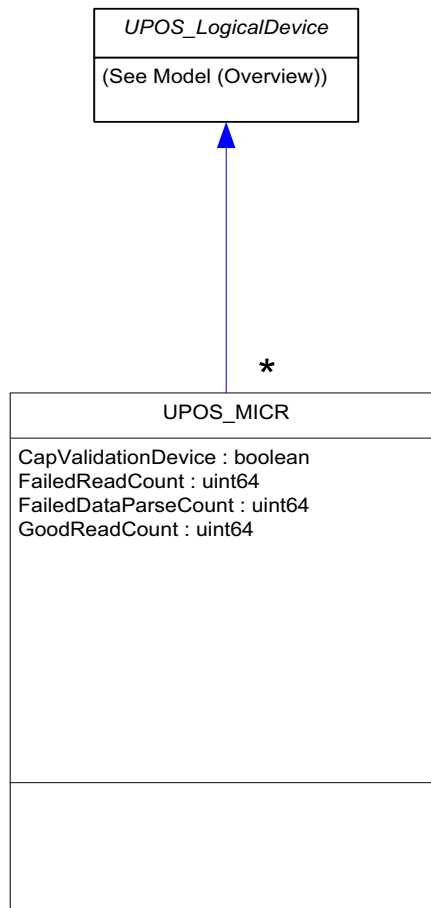 UPOS_LogicalDevice
(See Model (Overview))
*
UPOS_MICR
CapValidationDevice : boolean
FailedReadCount : uint64
FailedDataParseCount : uint64
GoodReadCount : uint64